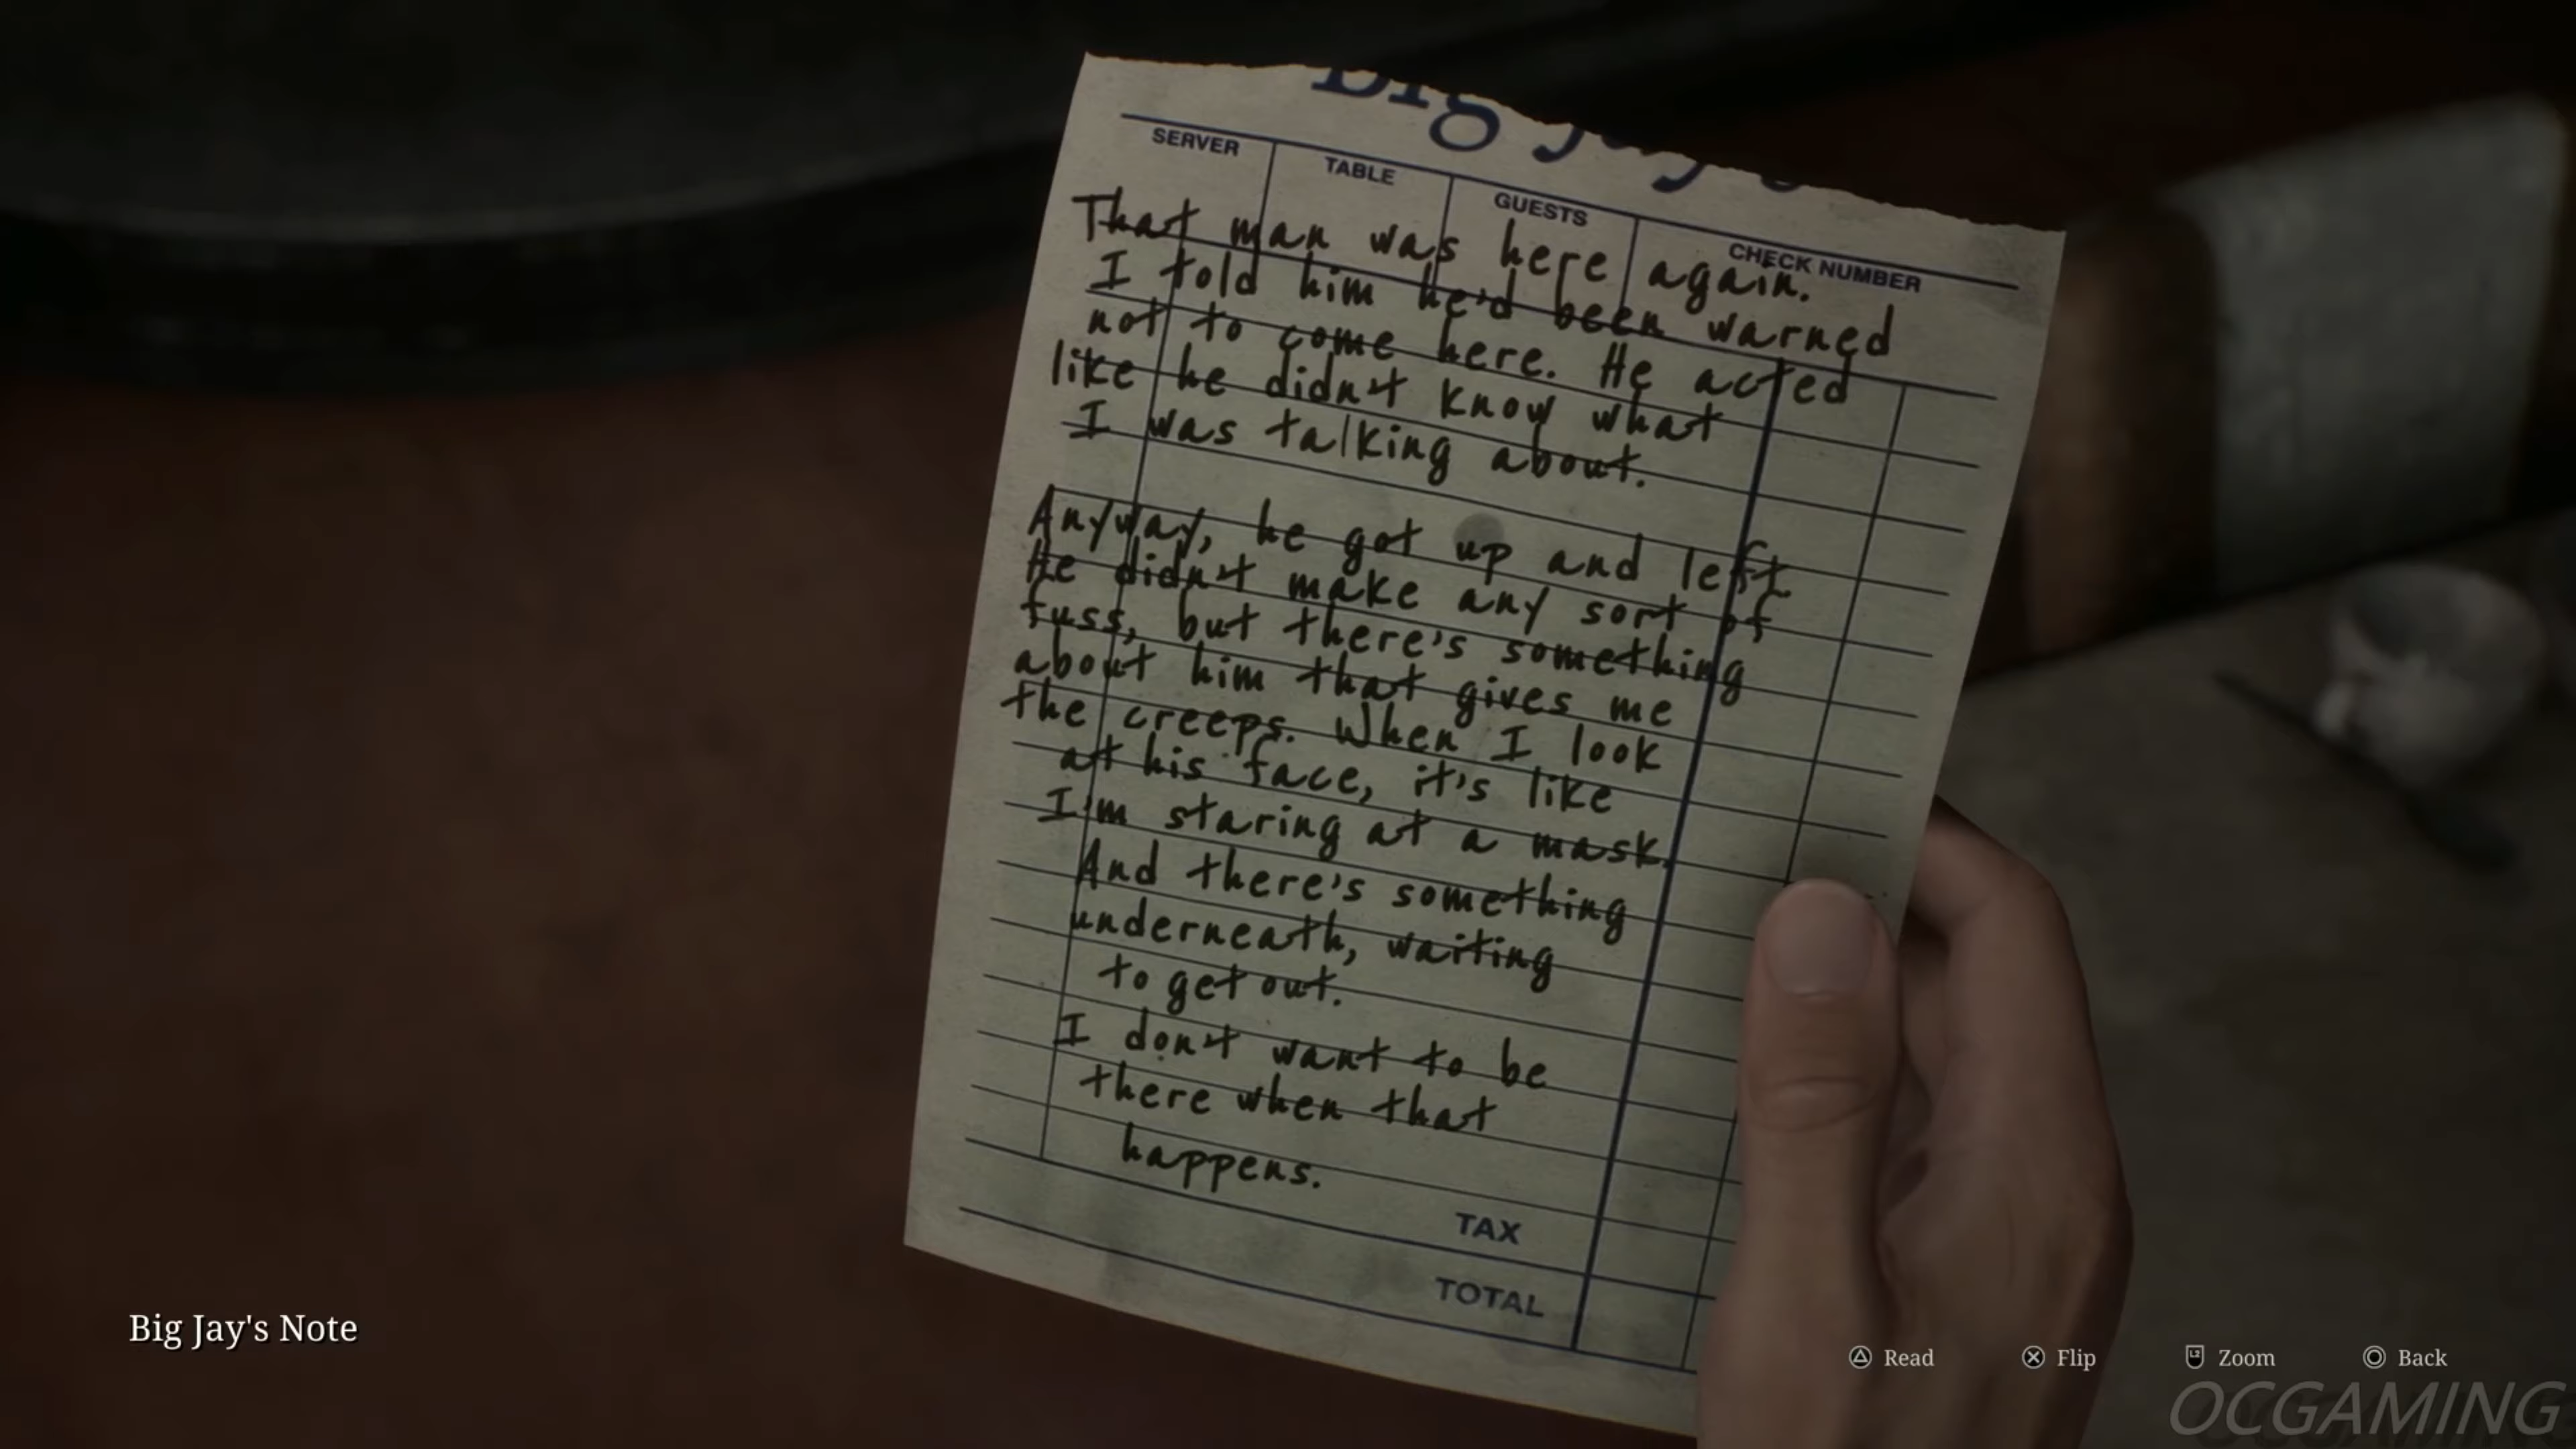 Big Jay's
SERVER
TABLE
GUESTS
CHECK NUMBER
That man was here again.
I told him he'd been warned
not to come here. He acted
like he didn't know what
I was talking about.
Anyway, he got up and left.
He didn't make any sort of
fuss, but there's something
about him that gives me
the creeps. When I look
at his face, it's like
I'm staring at a mask.
And there's something
underneath, waiting
to get out.
I don't want to be
there when that
happens.
TAX
TOTAL
Big Jay's Note
Read
Flip
L2 Zoom
Back
OCGAMING